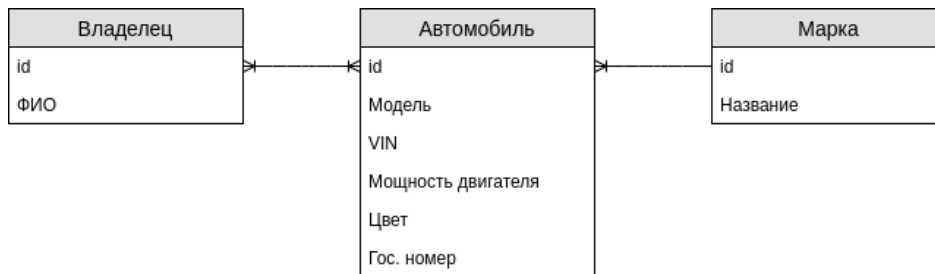 Владелец
id
ФИО
Автомобиль
id
Модель
VIN
Мощность двигателя
Цвет
Гос. номер
Марка
id
Название